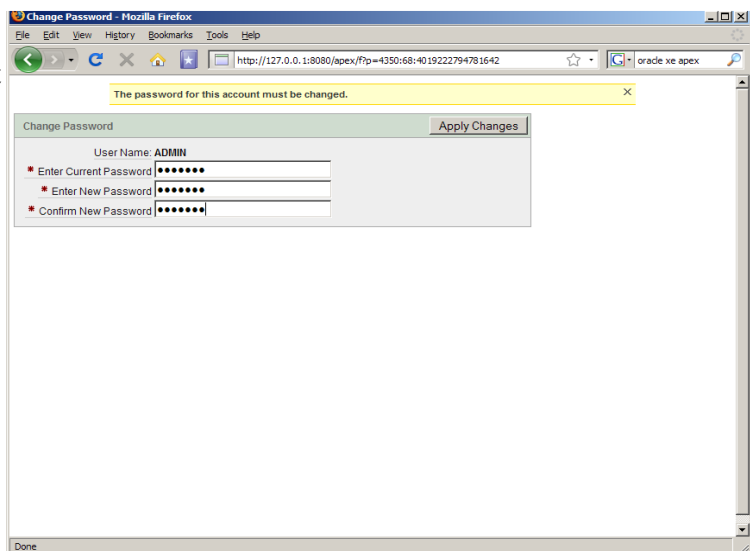 Change Password - Mozilla Firefox
File Edit View History Bookmarks Tools Help
http://127.0.0.1:8080/apex/f?p=4350:68:4019222794781642 G oracle xe apex
The password for this account must be changed.
Change Password Apply Changes
User Name: ADMIN
* Enter Current Password •••••••
* Enter New Password •••••••
* Confirm New Password •••••••
Done